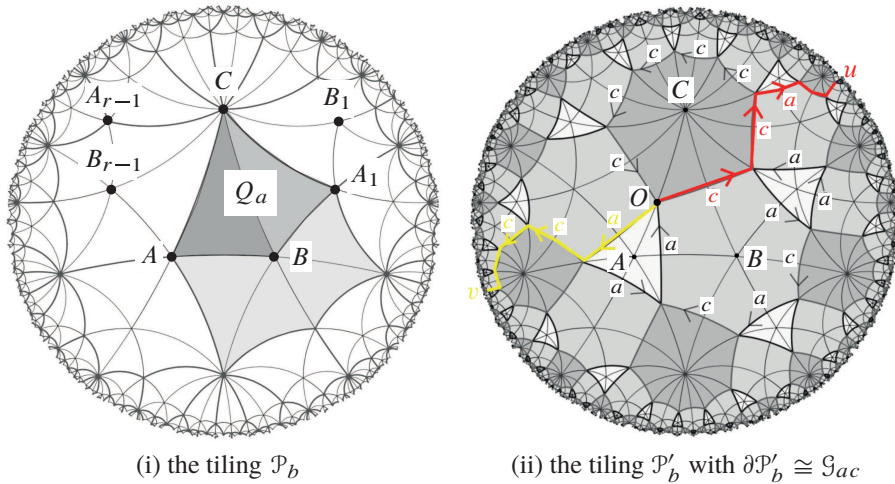 C
A_{r-1}
B_1
B_{r-1}
Q_a
A_1
A
B
(i) the tiling 𝒫_b
c
c
c
c
C
u
a
c
c
a
c
O
c
a
a
c
c
a
a
A
B
c
a
a
v
c
a
(ii) the tiling 𝒫'_b with ∂𝒫'_b ≅ 𝒢_{ac}